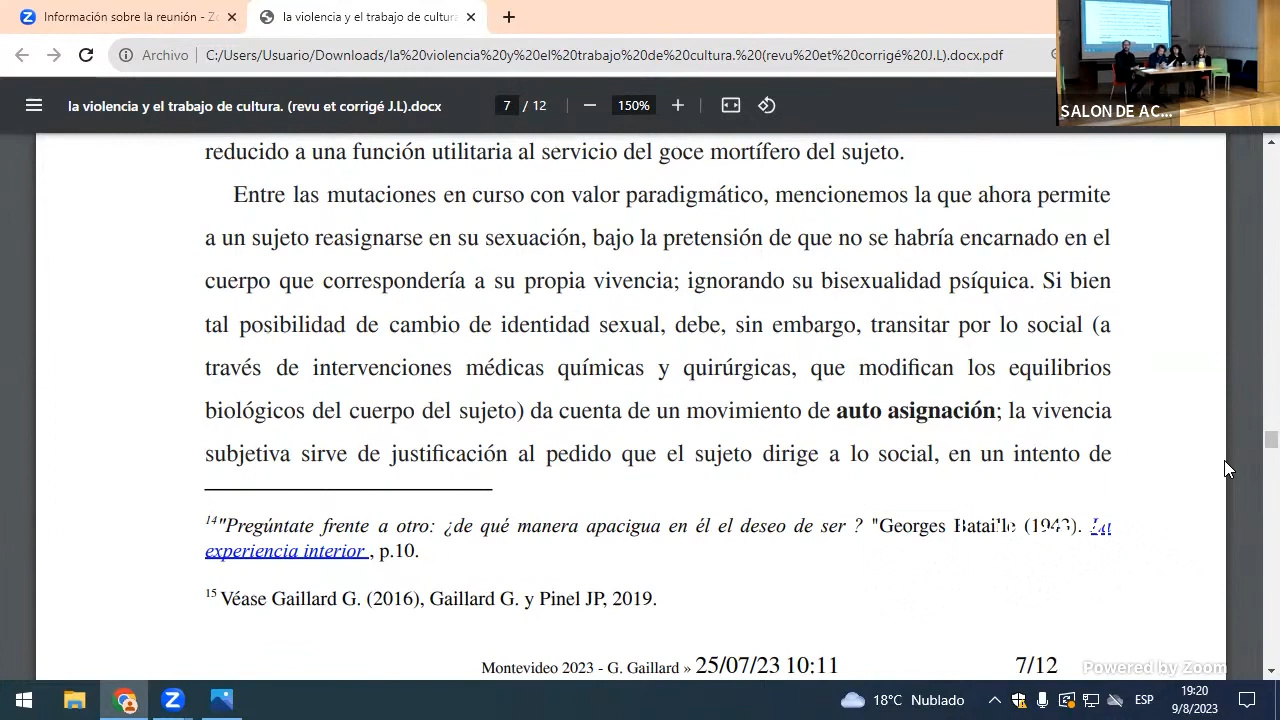 Información sobre la reunión - Zo
la violencia y el trabajo
Archivo
C:/Users/Usuario/Downloa
%20el%20trabajo%20
(revu%20
0corrigé%20J.L).docx.pdf
SALON DE AC...
la violencia y el trabajo de cultura. (revu et corrigé J.L).docx
7 / 12
150%
reducido a una función utilitaria al servicio del goce mortífero del sujeto.
Entre las mutaciones en curso con valor paradigmático, mencionemos la que ahora permite
a un sujeto reasignarse en su sexuación, bajo la pretensión de que no se habría encarnado en el
cuerpo que correspondería a su propia vivencia; ignorando su bisexualidad psíquica. Si bien
tal posibilidad de cambio de identidad sexual, debe, sin embargo, transitar por lo social (a
través de intervenciones médicas químicas y quirúrgicas, que modifican los equilibrios
biológicos del cuerpo del sujeto) da cuenta de un movimiento de auto asignación; la vivencia
subjetiva sirve de justificación al pedido que el sujeto dirige a lo social, en un intento de
14"Pregúntate frente a otro: ¿de qué manera apacigua en él el deseo de ser ? "Georges Bataille (1943). La
experiencia interior , p.10.
15 Véase Gaillard G. (2016), Gaillard G. y Pinel JP, 2019.
Montevideo 2023 - G. Gaillard » 25/07/23 10:11 7/12
Powered by Zoom
18°C Nublado
ESP
19:20
9/8/2023